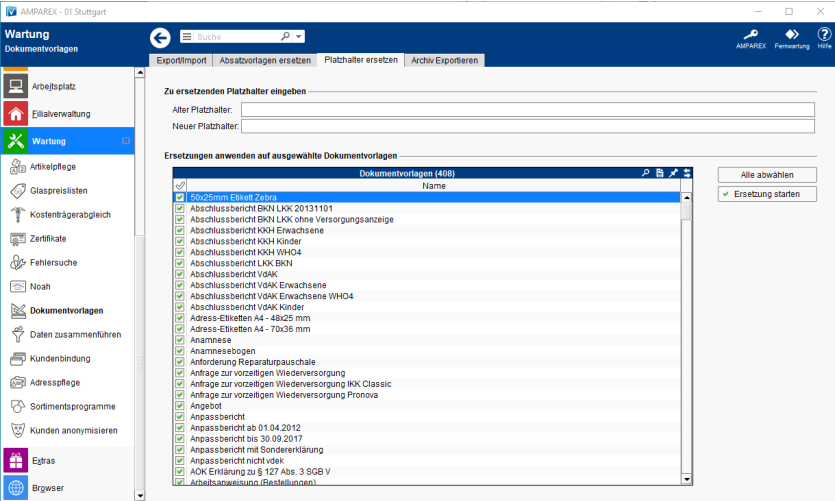 AMPAREX - 01 Stuttgart
Wartung
Dokumentvorlagen
Suche
AMPAREX
Fernwartung
Hilfe
Export/Import
Absatzvorlagen ersetzen
Platzhalter ersetzen
Archiv Exportieren
Arbeitsplatz
Filialverwaltung
Wartung
Artikelpflege
Glaspreislisten
Kostenträgerabgleich
Zertifikate
Fehlersuche
Noah
Dokumentvorlagen
Daten zusammenführen
Kundenbindung
Adresspflege
Sortimentsprogramme
Kunden anonymisieren
Extras
Browser
Zu ersetzenden Platzhalter eingeben
Alter Platzhalter:
Neuer Platzhalter:
Ersetzungen anwenden auf ausgewählte Dokumentvorlagen
Dokumentvorlagen (408)
Name
50x25mm Etikett Zebra
Abschlussbericht BKN LKK 20131101
Abschlussbericht BKN LKK ohne Versorgungsanzeige
Abschlussbericht KKH Erwachsene
Abschlussbericht KKH Kinder
Abschlussbericht KKH WHO4
Abschlussbericht LKK BKN
Abschlussbericht VdAK
Abschlussbericht VdAK Erwachsene
Abschlussbericht VdAK Erwachsene WHO4
Abschlussbericht VdAK Kinder
Adress-Etiketten A4 - 48x25 mm
Adress-Etiketten A4 - 70x36 mm
Anamnese
Anamnesebogen
Anforderung Reparaturpauschale
Anfrage zur vorzeitigen Wiederversorgung
Anfrage zur vorzeitigen Wiederversorgung IKK Classic
Anfrage zur vorzeitigen Wiederversorgung Pronova
Angebot
Anpassbericht
Anpassbericht ab 01.04.2012
Anpassbericht bis 30.09.2017
Anpassbericht mit Sondererklärung
Anpassbericht nicht vdek
AOK Erklärung zu § 127 Abs. 3 SGB V
Arbeitsanweisung (Bestellungen)
Alle abwählen
Ersetzung starten